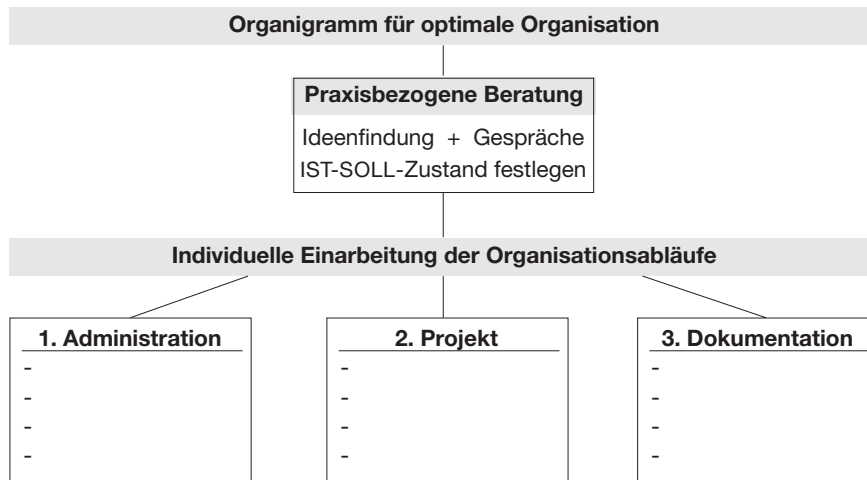 Organigramm für optimale Organisation
Praxisbezogene Beratung
Ideenfindung + Gespräche
IST-SOLL-Zustand festlegen
Individuelle Einarbeitung der Organisationsabläufe
1. Administration
-
-
-
-
2. Projekt
-
-
-
-
3. Dokumentation
-
-
-
-